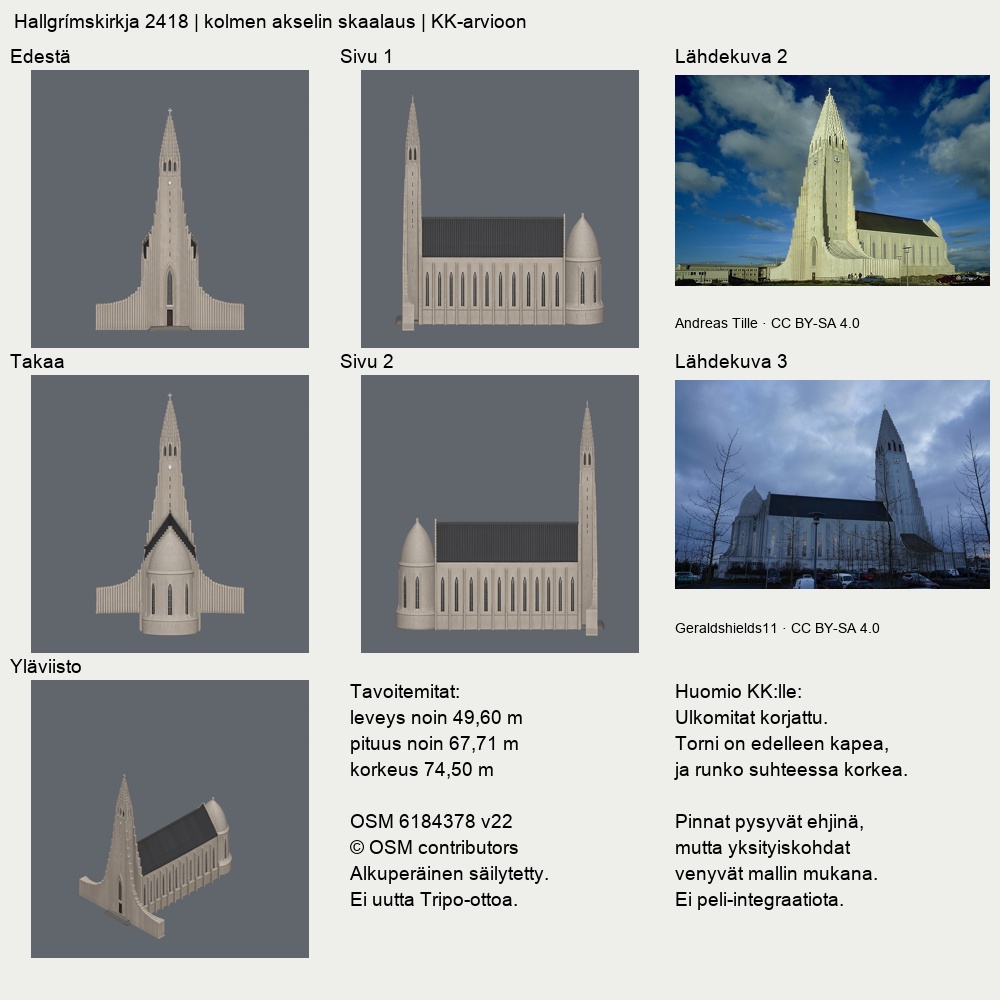 Hallgrímskirkja 2418 | kolmen akselin skaalaus | KK-arvioon
Edestä
Sivu 1
Lähdekuva 2
Andreas Tille · CC BY-SA 4.0
Takaa
Sivu 2
Lähdekuva 3
Geraldshields11 · CC BY-SA 4.0
Yläviisto
Tavoitemitat:
leveys noin 49,60 m
pituus noin 67,71 m
korkeus 74,50 m
OSM 6184378 v22
© OSM contributors
Alkuperäinen säilytetty.
Ei uutta Tripo-ottoa.
Huomio KK:lle:
Ulkomitat korjattu.
Torni on edelleen kapea,
ja runko suhteessa korkea.
Pinnat pysyvät ehjinä,
mutta yksityiskohdat
venyvät mallin mukana.
Ei peli-integraatiota.